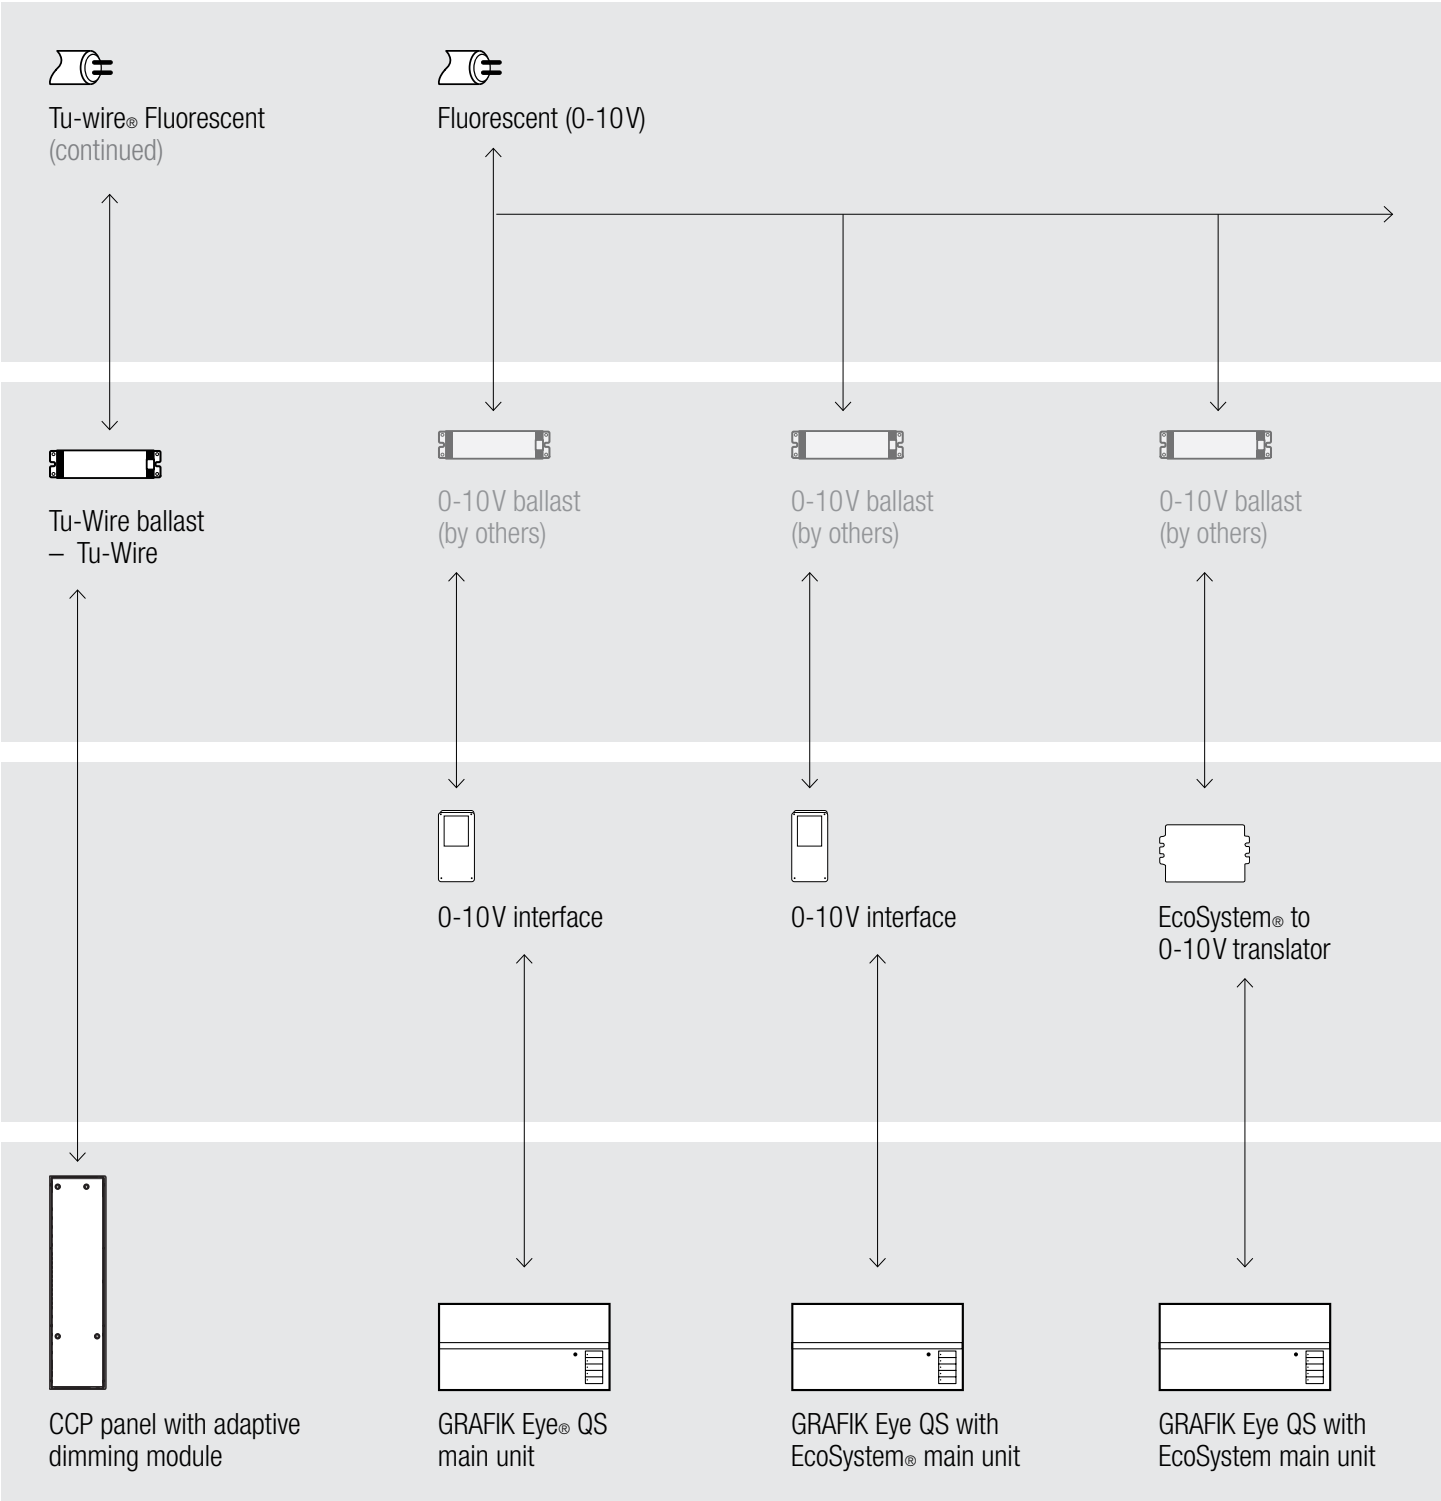 Tu-wire® Fluorescent
(continued)
Fluorescent (0-10V)
Tu-Wire ballast
– Tu-Wire
0-10V ballast
(by others)
0-10V ballast
(by others)
0-10V ballast
(by others)
0-10V interface
0-10V interface
EcoSystem® to
0-10V translator
CCP panel with adaptive
dimming module
GRAFIK Eye® QS
main unit
GRAFIK Eye QS with
EcoSystem® main unit
GRAFIK Eye QS with
EcoSystem main unit